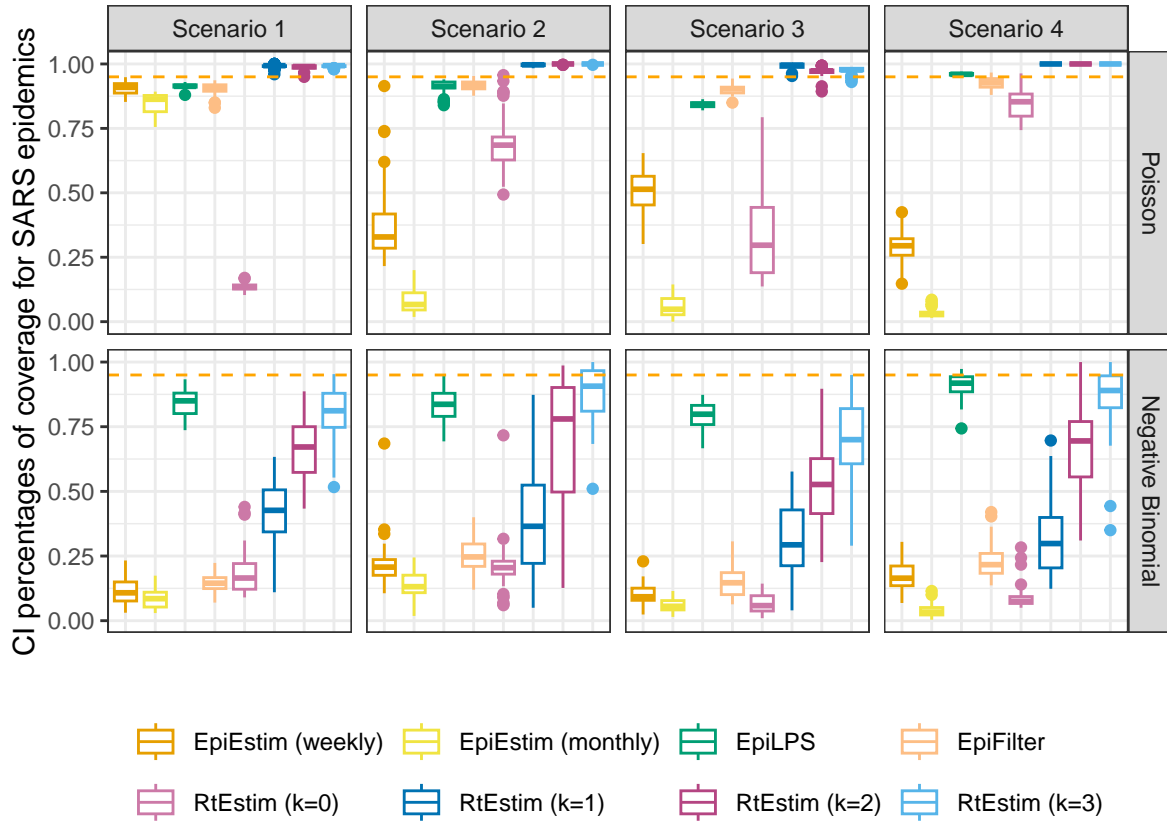 Scenario 1 Scenario 2 Scenario 3 Scenario 4
CI percentages of coverage for SARS epidemics
1.00
0.75
0.50
0.25
0.00
Poisson
1.00
0.75
0.50
0.25
0.00
Negative Binomial
EpiEstim (weekly) EpiEstim (monthly) EpiLPS EpiFilter
RtEstim (k=0) RtEstim (k=1) RtEstim (k=2) RtEstim (k=3)